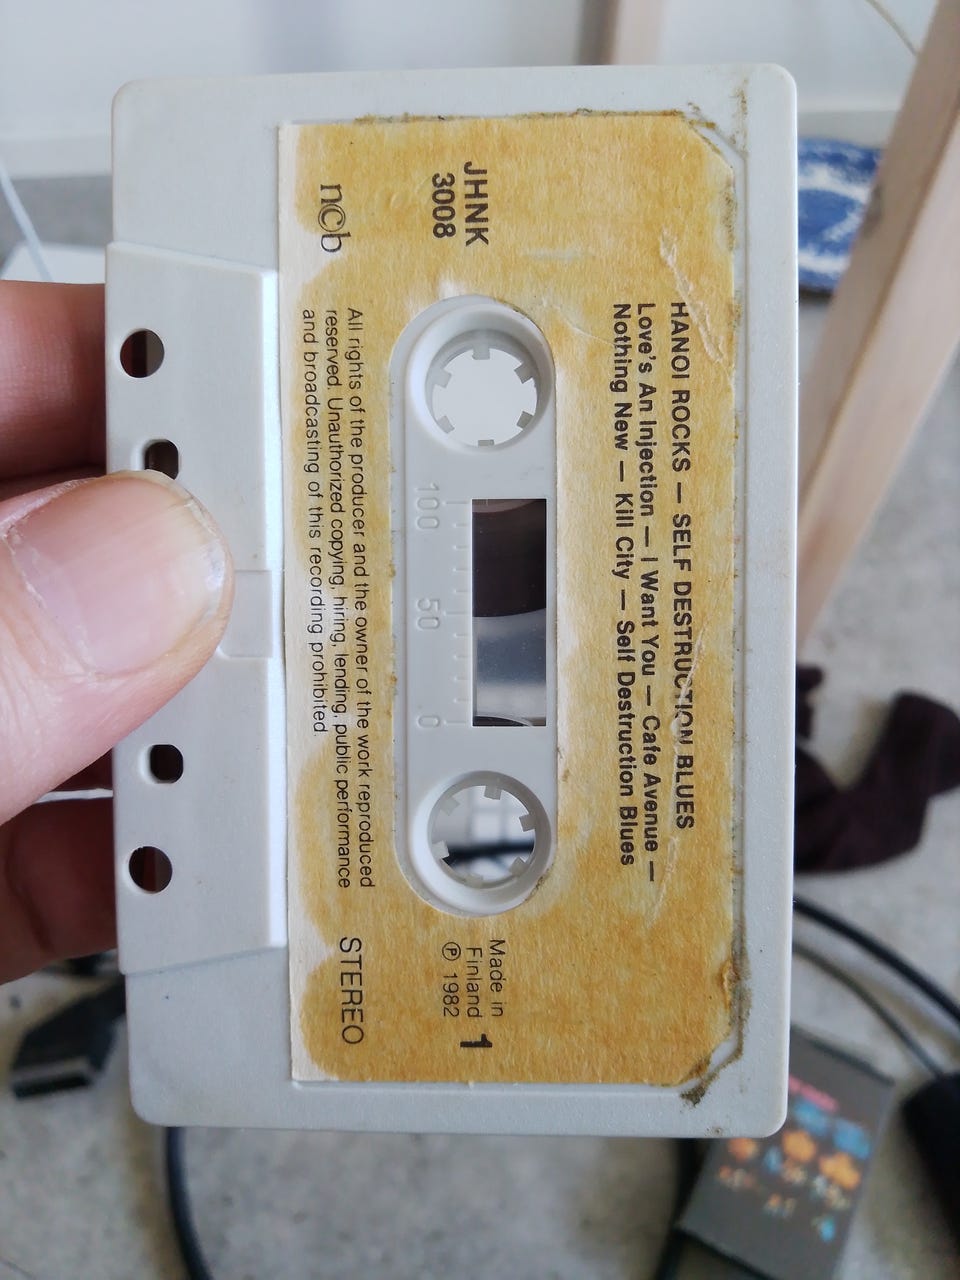 HANOI ROCKS — SELF DESTRUCTION BLUES
Love's An Injection — I Want You — Cafe Avenue —
Nothing New — Kill City — Self Destruction Blues
JHNK
3008
n©b
100 50 0
Made in
Finland
℗ 1982
1
All rights of the producer and the owner of the work reproduced
reserved. Unauthorized copying, hiring, lending, public performance
and broadcasting of this recording prohibited.
STEREO